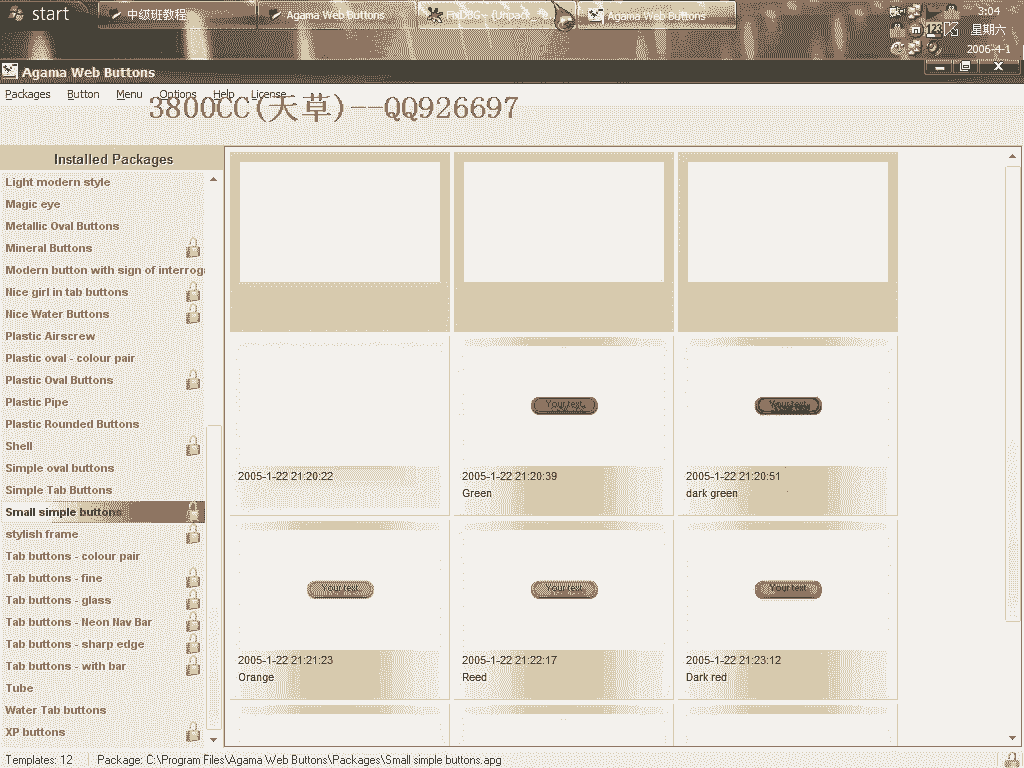 start
中级班教程
Agama Web Buttons
Agama Web Buttons
3:04
星期六
2006-4-1
Agama Web Buttons
Packages Button Menu Options Help License
3800CC(天草)--QQ926697
Installed Packages
Light modern style
Magic eye
Metallic Oval Buttons
Mineral Buttons
Modern button with sign of interrog
Nice girl in tab buttons
Nice Water Buttons
Plastic Airscrew
Plastic oval - colour pair
Plastic Oval Buttons
Plastic Pipe
Plastic Rounded Buttons
Shell
Simple oval buttons
Simple Tab Buttons
Small simple buttons
stylish frame
Tab buttons - colour pair
Tab buttons - fine
Tab buttons - glass
Tab buttons - Neon Nav Bar
Tab buttons - sharp edge
Tab buttons - with bar
Tube
Water Tab buttons
XP buttons
Your text
Your text
2005-1-22 21:20:22
2005-1-22 21:20:39
Green
2005-1-22 21:20:51
dark green
Your text
Your text
Your text
2005-1-22 21:21:23
Orange
2005-1-22 21:22:17
Reed
2005-1-22 21:23:12
Dark red
Templates: 12
Package: C:\Program Files\Agama Web Buttons\Packages\Small simple buttons.apg